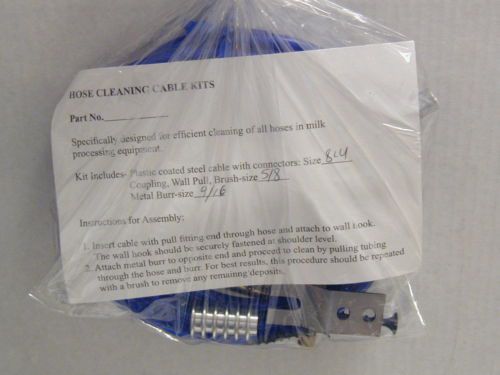 HOSE CLEANING CABLE KITS
Part No.
Specifically designed for efficient cleaning of all hoses in milk
processing equipment.
Kit Includes- Plastic coated steel cable with connectors: Size
Coupling, Wall Pull, Brush-size 5/8
Metal Burr-size 9/16
Instructions for Assembly:
1. Insert cable with pull fitting end through hose and attach to wall hook.
The wall hook should be securely fastened at shoulder level.
2. Attach metal burr to opposite end and proceed to clean by pulling tubing
through the hose and burr. For best results, this procedure should be repeated
with a brush to remove any remaining deposits.